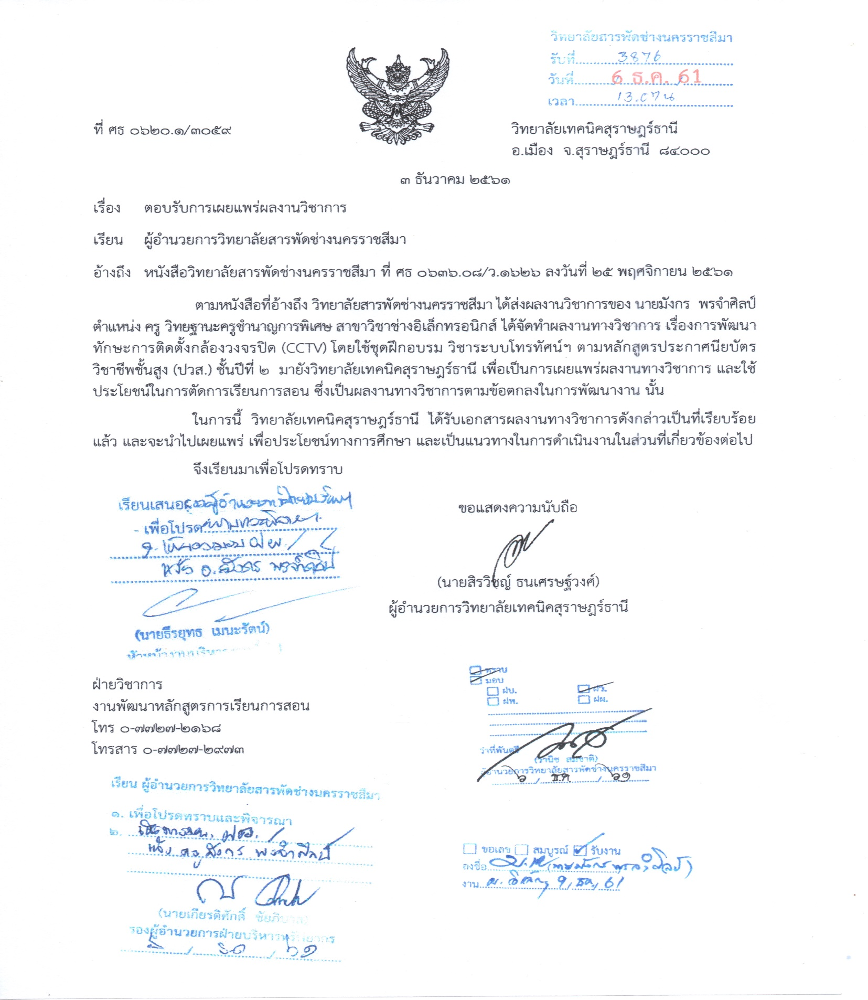 วิทยาลัยสารพัดช่างนครราชสีมา
รับที่ 3876
วันที่ 6 ธ.ค. 61
เวลา 13.07 น
ที่ ศธ ๐๖๒๐.๑/๓๐๕๙
วิทยาลัยเทคนิคสุราษฎร์ธานี
อ.เมือง จ.สุราษฎร์ธานี ๘๔๐๐๐
๓ ธันวาคม ๒๕๖๑
เรื่อง ตอบรับการเผยแพร่ผลงานวิชาการ
เรียน ผู้อำนวยการวิทยาลัยสารพัดช่างนครราชสีมา
อ้างถึง หนังสือวิทยาลัยสารพัดช่างนครราชสีมา ที่ ศธ ๐๖๓๖.๐๘/ว.๑๖๒๖ ลงวันที่ ๒๕ พฤศจิกายน ๒๕๖๑
ตามหนังสือที่อ้างถึง วิทยาลัยสารพัดช่างนครราชสีมา ได้ส่งผลงานวิชาการของ นายมังกร พรจำศิลป์
ตำแหน่ง ครู วิทยฐานะครูชำนาญการพิเศษ สาขาวิชาช่างอิเล็กทรอนิกส์ ได้จัดทำผลงานทางวิชาการ เรื่องการพัฒนา
ทักษะการติดตั้งกล้องวงจรปิด (CCTV) โดยใช้ชุดฝึกอบรม วิชาระบบโทรทัศน์ฯ ตามหลักสูตรประกาศนียบัตร
วิชาชีพชั้นสูง (ปวส.) ชั้นปีที่ ๒ มายังวิทยาลัยเทคนิคสุราษฎร์ธานี เพื่อเป็นการเผยแพร่ผลงานทางวิชาการ และใช้
ประโยชน์ในการตัดการเรียนการสอน ซึ่งเป็นผลงานทางวิชาการตามข้อตกลงในการพัฒนางาน นั้น
ในการนี้ วิทยาลัยเทคนิคสุราษฎร์ธานี ได้รับเอกสารผลงานทางวิชาการดังกล่าวเป็นที่เรียบร้อย
แล้ว และจะนำไปเผยแพร่ เพื่อประโยชน์ทางการศึกษา และเป็นแนวทางในการดำเนินงานในส่วนที่เกี่ยวข้องต่อไป
จึงเรียนมาเพื่อโปรดทราบ
เรียนเสนอ
- เพื่อโปรด
พรจำศิลป์
(นายธีรยุทธ เมนะรัตน์)
ขอแสดงความนับถือ
(นายสิรวิชญ์ ธนเศรษฐ์วงศ์)
ผู้อำนวยการวิทยาลัยเทคนิคสุราษฎร์ธานี
ฝ่ายวิชาการ
งานพัฒนาหลักสูตรการเรียนการสอน
โทร ๐-๗๗๒๗-๒๑๖๘
โทรสาร ๐-๗๗๒๗-๒๙๗๓
ทราบ
มอบ
ฝบ. ฝว.
ฝพ. ฝผ.
ว่าที่พันตรี
(วานิช สมชาติ)
ผู้อำนวยการวิทยาลัยสารพัดช่างนครราชสีมา
๖ / ธ.ค. / ๖๑
เรียน ผู้อำนวยการวิทยาลัยสารพัดช่างนครราชสีมา
๑. เพื่อโปรดทราบและพิจารณา
๒.
แจ้ง ครูมังกร พรจำศิลป์
(นายเกียรติศักดิ์ ชัยภิบาล)
รองผู้อำนวยการฝ่ายบริหารทรัพยากร
ขอเลข สมบูรณ์ รับงาน
ลงชื่อ (นายมังกร พรจำศิลป์)
งาน 9, ธค, 61